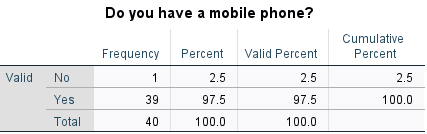 Do you have a mobile phone?
Frequency Percent Valid Percent Cumulative Percent
Valid No 1 2.5 2.5 2.5
Yes 39 97.5 97.5 100.0
Total 40 100.0 100.0